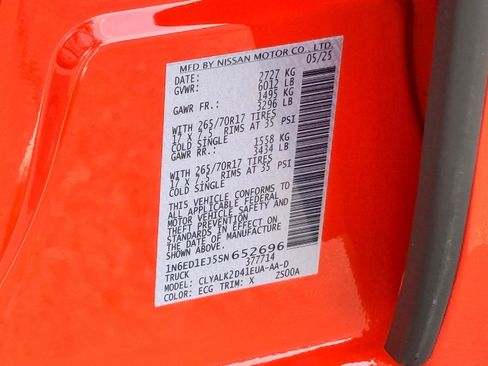 MFD BY NISSAN MOTOR CO., LTD.
DATE: 05/25
GVWR: 2727 KG
6012 LB
GAWR FR.: 1495 KG
3296 LB
WITH 265/70R17 TIRES
17 X 7.5 RIMS AT 35 PSI
COLD SINGLE
GAWR RR.: 1558 KG
3434 LB
WITH 265/70R17 TIRES
17 X 7.5 RIMS AT 35 PSI
COLD SINGLE
THIS VEHICLE CONFORMS TO
ALL APPLICABLE FEDERAL
MOTOR VEHICLE SAFETY AND
THEFT PREVENTION
STANDARDS IN EFFECT ON
THE DATE OF MANUFACTURE
SHOWN ABOVE.
1N6ED1EJ5SN652696
TRUCK 377714
MODEL: CLYALK2D41EUA-AA-D
COLOR: ECG TRIM: X ZS00A